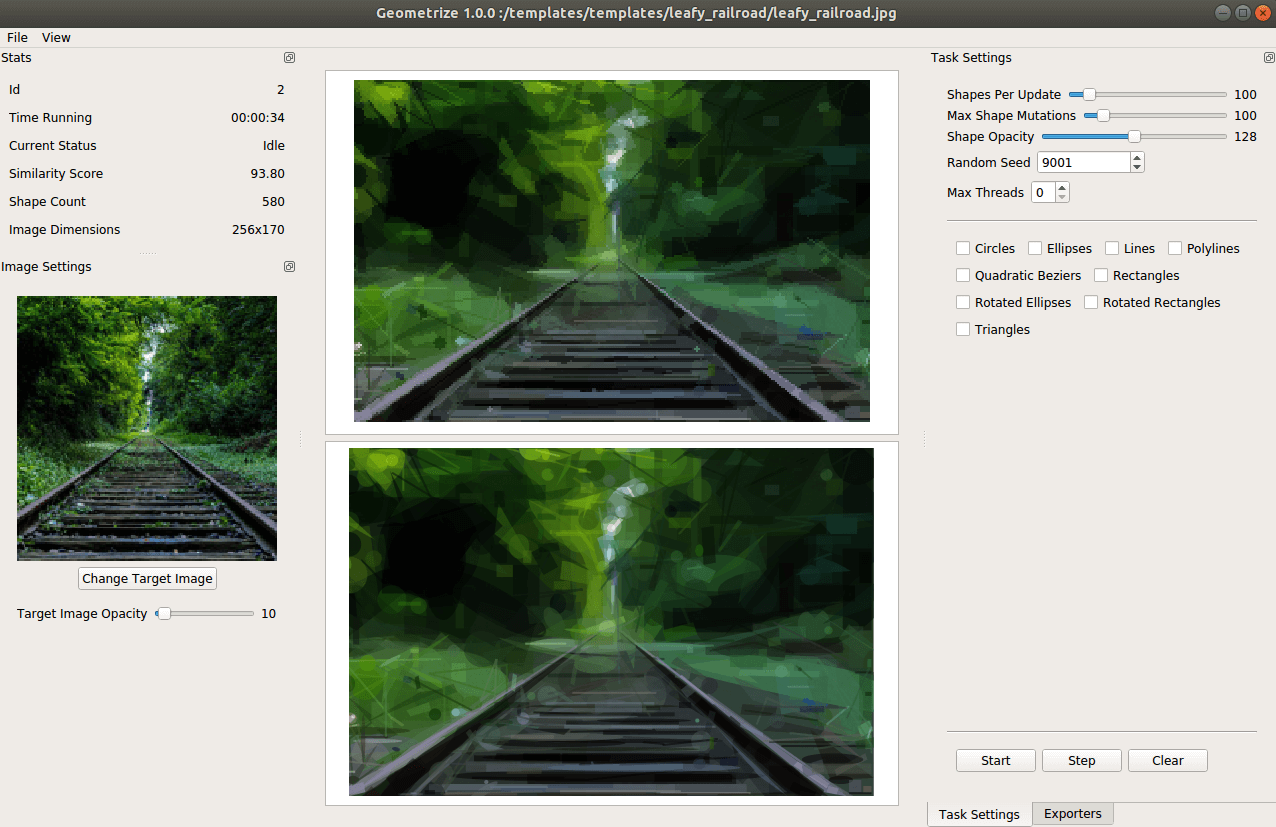 Geometrize 1.0.0 :/templates/templates/leafy_railroad/leafy_railroad.jpg
File View
Stats
Id 2
Time Running 00:00:34
Current Status Idle
Similarity Score 93.80
Shape Count 580
Image Dimensions 256x170
Image Settings
Change Target Image
Target Image Opacity 10
Task Settings
Shapes Per Update 100
Max Shape Mutations 100
Shape Opacity 128
Random Seed 9001
Max Threads 0
Circles Ellipses Lines Polylines
Quadratic Beziers Rectangles
Rotated Ellipses Rotated Rectangles
Triangles
Start Step Clear
Task Settings Exporters